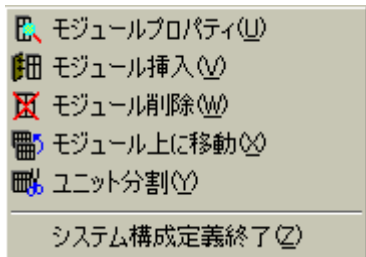 モジュールプロパティ(U)
モジュール挿入(V)
モジュール削除(W)
モジュール上に移動(X)
ユニット分割(Y)
システム構成定義終了(Z)